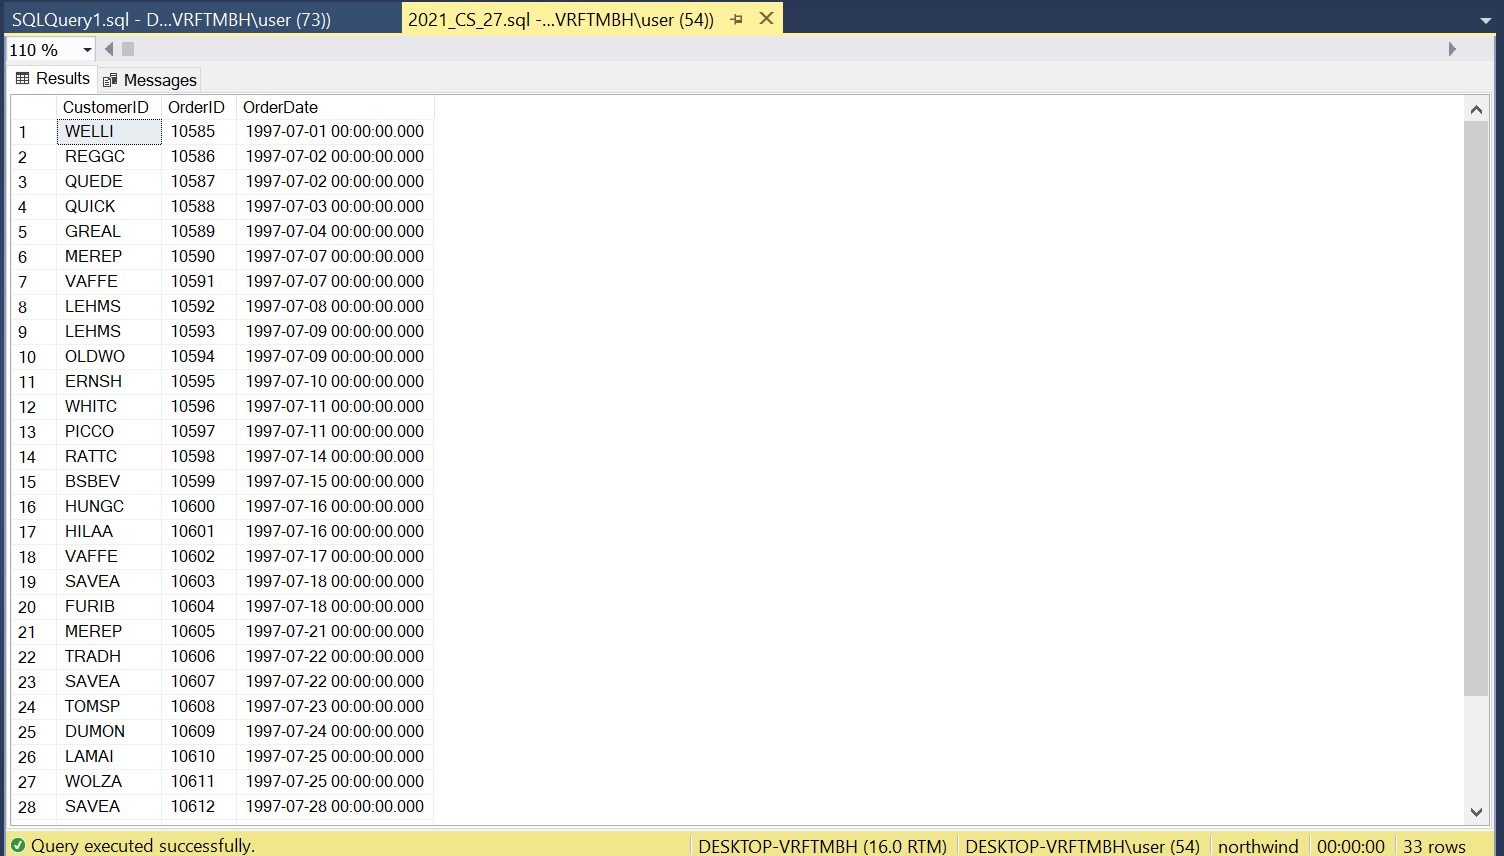 SQLQuery1.sql - D...VRFTMBH\user (73))
2021_CS_27.sql -...VRFTMBH\user (54))
110 %
Results Messages
CustomerID OrderID OrderDate
1 WELLI 10585 1997-07-01 00:00:00.000
2 REGGC 10586 1997-07-02 00:00:00.000
3 QUEDE 10587 1997-07-02 00:00:00.000
4 QUICK 10588 1997-07-03 00:00:00.000
5 GREAL 10589 1997-07-04 00:00:00.000
6 MEREP 10590 1997-07-07 00:00:00.000
7 VAFFE 10591 1997-07-07 00:00:00.000
8 LEHMS 10592 1997-07-08 00:00:00.000
9 LEHMS 10593 1997-07-09 00:00:00.000
10 OLDWO 10594 1997-07-09 00:00:00.000
11 ERNSH 10595 1997-07-10 00:00:00.000
12 WHITC 10596 1997-07-11 00:00:00.000
13 PICCO 10597 1997-07-11 00:00:00.000
14 RATTC 10598 1997-07-14 00:00:00.000
15 BSBEV 10599 1997-07-15 00:00:00.000
16 HUNGC 10600 1997-07-16 00:00:00.000
17 HILAA 10601 1997-07-16 00:00:00.000
18 VAFFE 10602 1997-07-17 00:00:00.000
19 SAVEA 10603 1997-07-18 00:00:00.000
20 FURIB 10604 1997-07-18 00:00:00.000
21 MEREP 10605 1997-07-21 00:00:00.000
22 TRADH 10606 1997-07-22 00:00:00.000
23 SAVEA 10607 1997-07-22 00:00:00.000
24 TOMSP 10608 1997-07-23 00:00:00.000
25 DUMON 10609 1997-07-24 00:00:00.000
26 LAMAI 10610 1997-07-25 00:00:00.000
27 WOLZA 10611 1997-07-25 00:00:00.000
28 SAVEA 10612 1997-07-28 00:00:00.000
Query executed successfully. DESKTOP-VRFTMBH (16.0 RTM) DESKTOP-VRFTMBH\user (54) northwind 00:00:00 33 rows